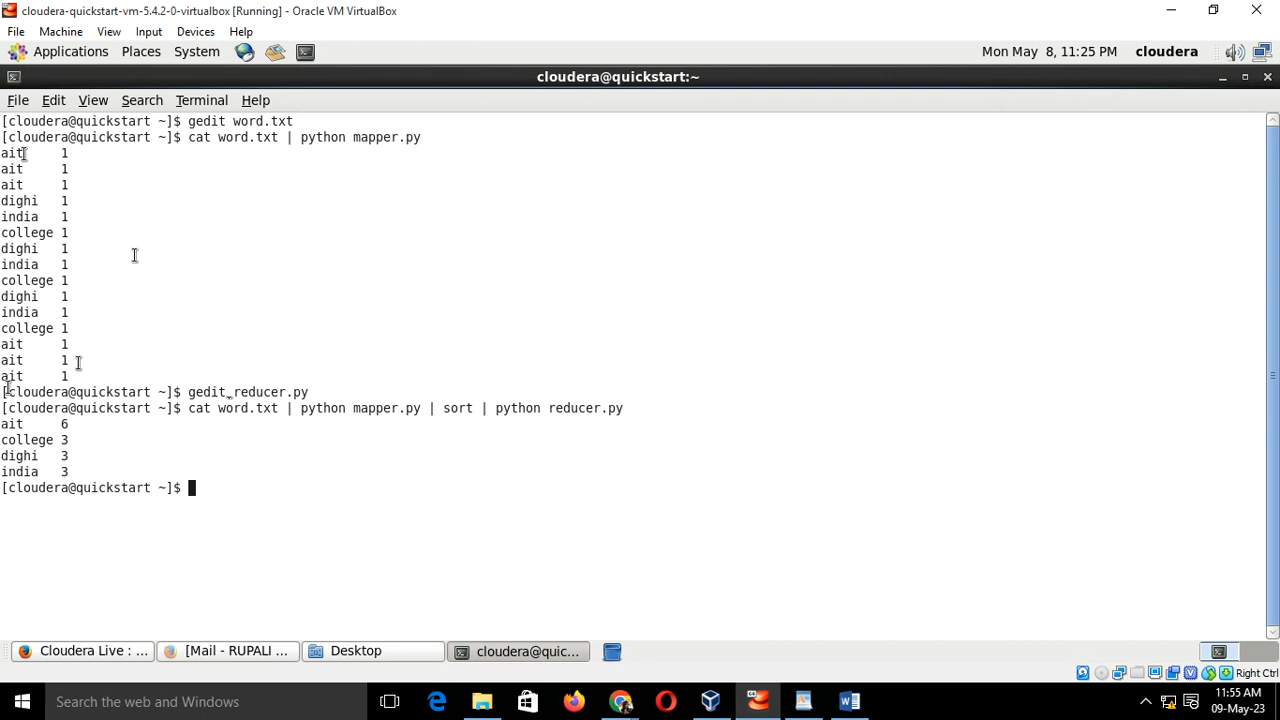 cloudera-quickstart-vm-5.4.2-0-virtualbox [Running] - Oracle VM VirtualBox
File Machine View Input Devices Help
Applications Places System Mon May 8, 11:25 PM cloudera
cloudera@quickstart:~
File Edit View Search Terminal Help
[cloudera@quickstart ~]$ gedit word.txt
[cloudera@quickstart ~]$ cat word.txt | python mapper.py
ait 1
ait 1
ait 1
dighi 1
india 1
college 1
dighi 1
india 1
college 1
dighi 1
india 1
college 1
ait 1
ait 1
ait 1
[cloudera@quickstart ~]$ gedit reducer.py
[cloudera@quickstart ~]$ cat word.txt | python mapper.py | sort | python reducer.py
ait 6
college 3
dighi 3
india 3
[cloudera@quickstart ~]$
Cloudera Live : ... [Mail - RUPALI ... Desktop cloudera@quic...
Right Ctrl
Search the web and Windows
11:55 AM
09-May-23